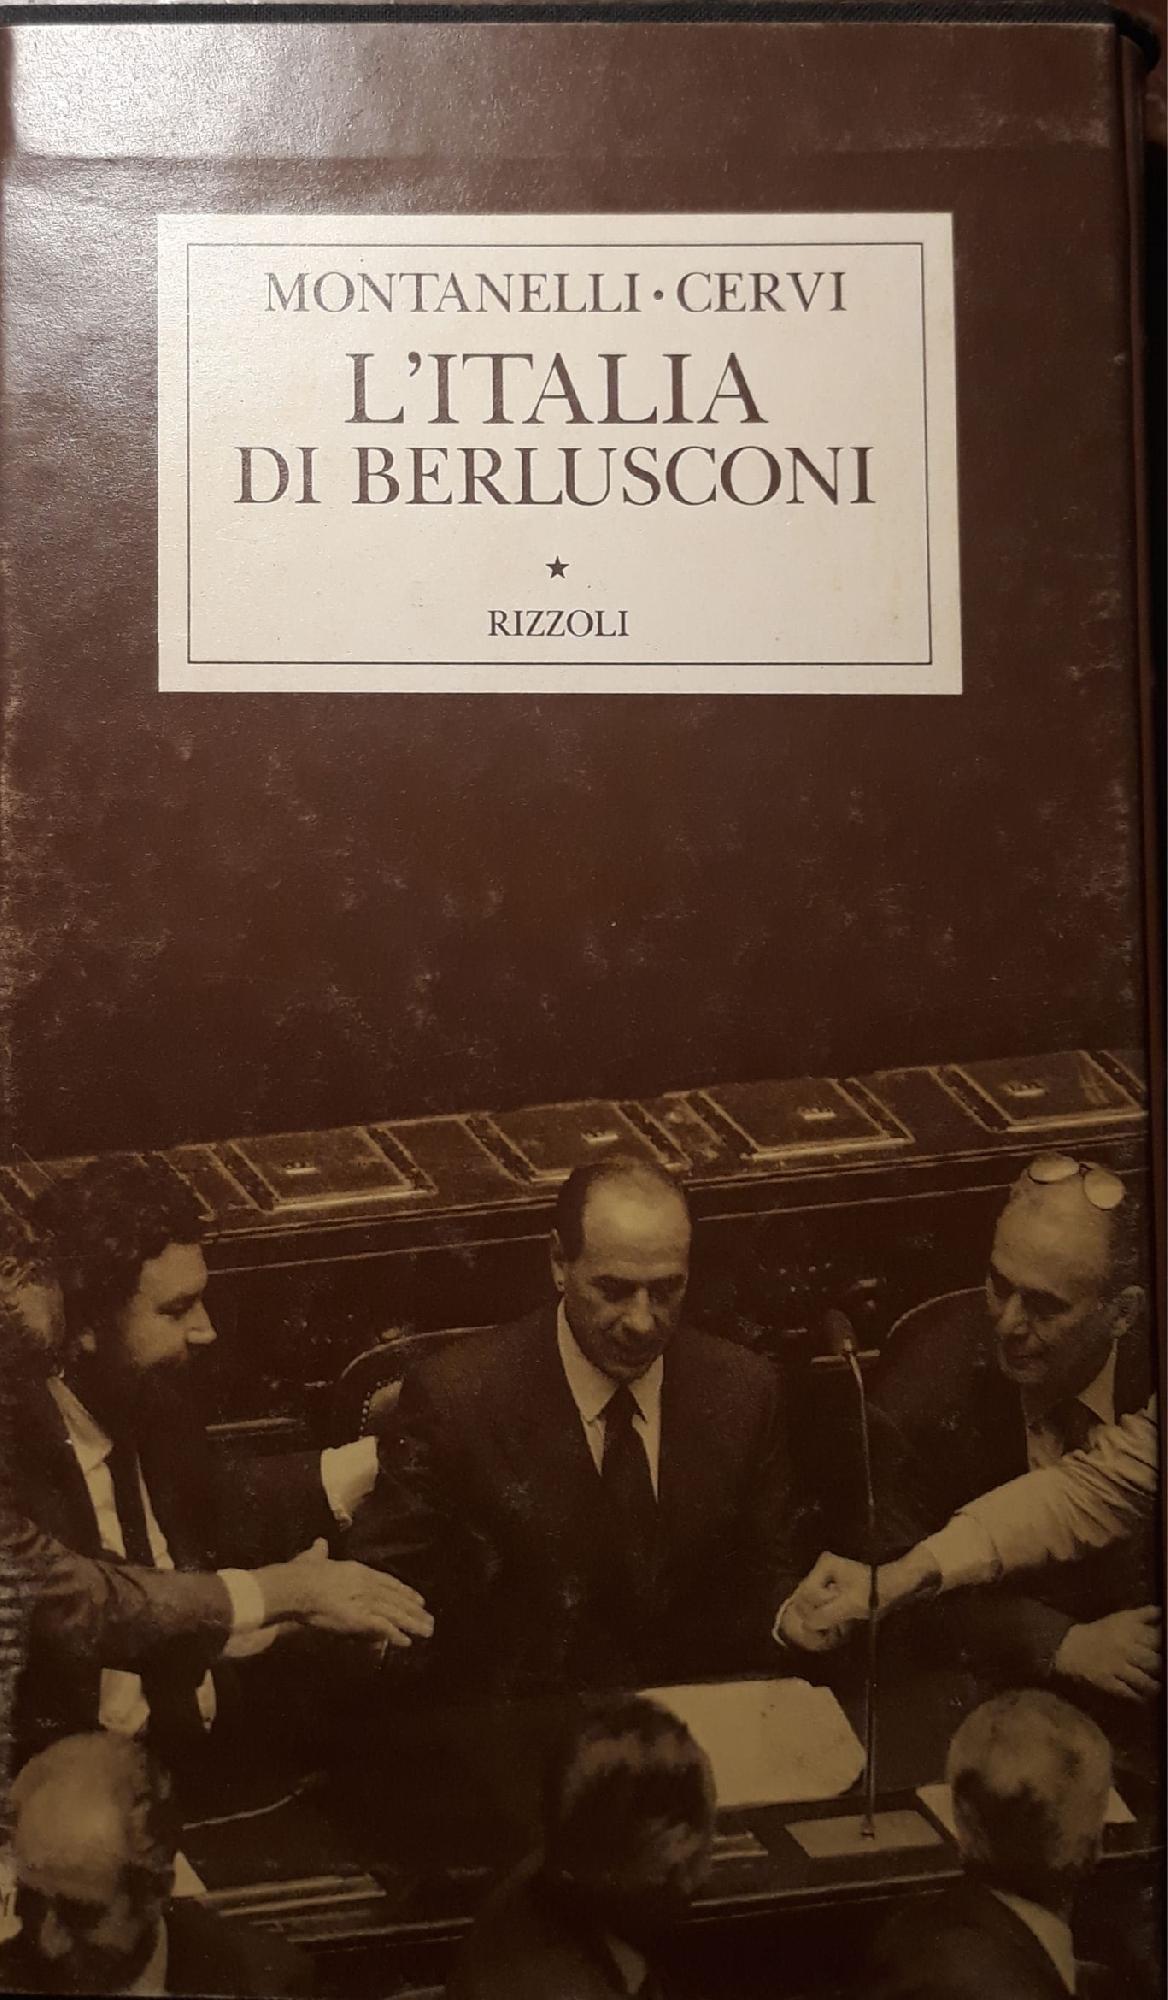 MONTANELLI • CERVI
L'ITALIA
DI BERLUSCONI
★
RIZZOLI